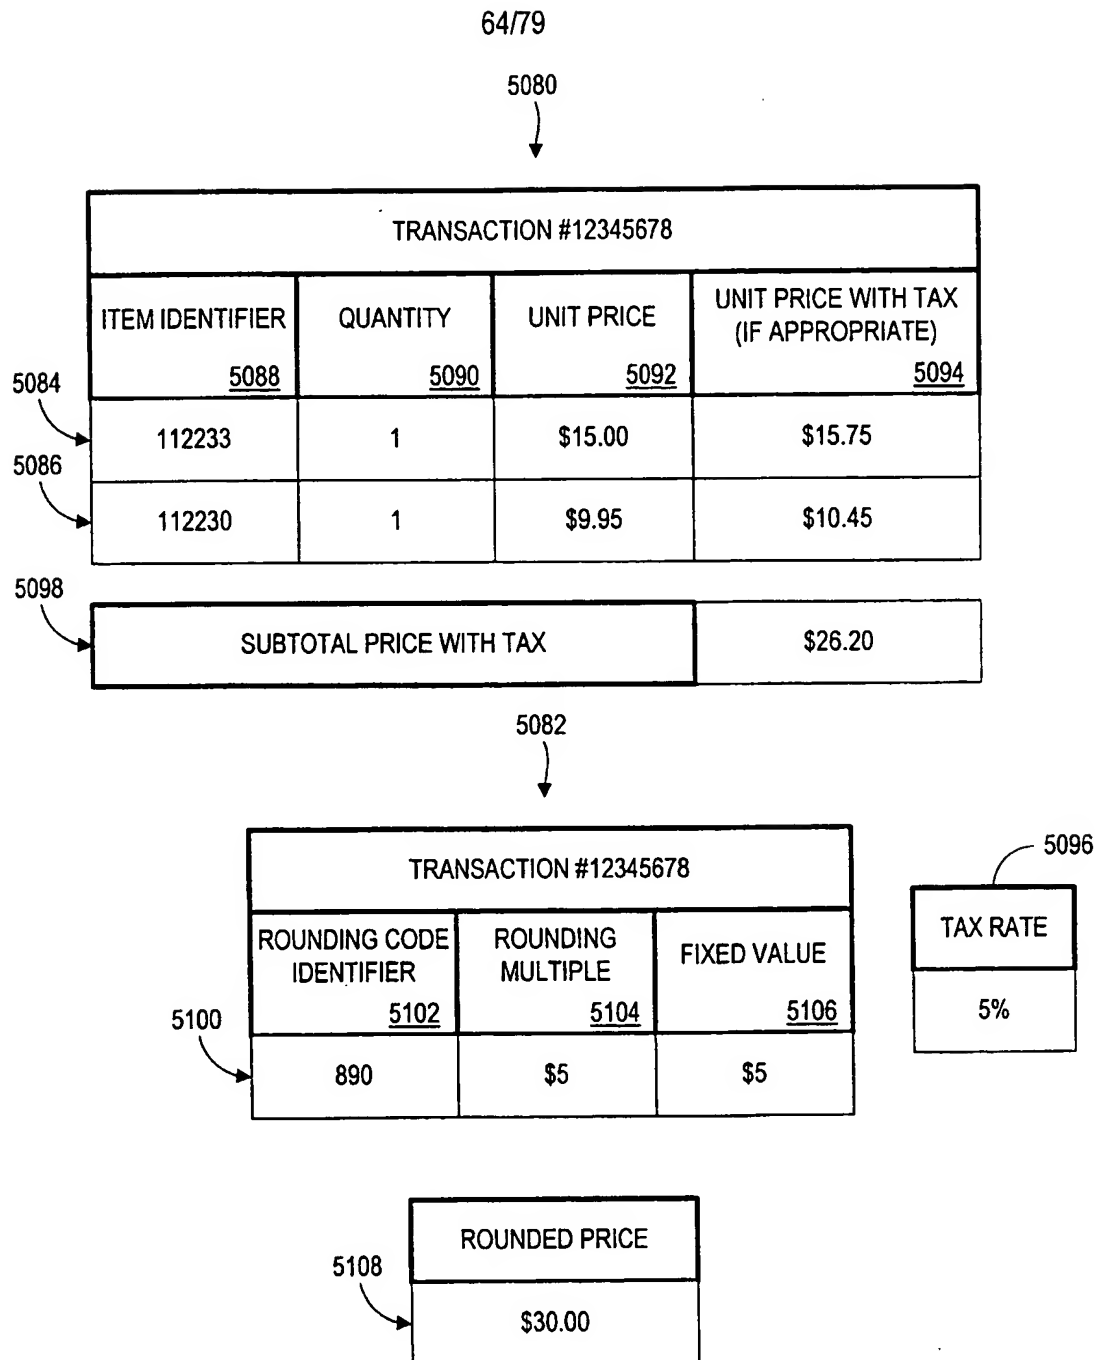 64/79
5080
TRANSACTION #12345678
ITEM IDENTIFIER 5088
QUANTITY 5090
UNIT PRICE 5092
UNIT PRICE WITH TAX
(IF APPROPRIATE)
5094
5084
112233 1 $15.00 $15.75
5086
112230 1 $9.95 $10.45
5098
SUBTOTAL PRICE WITH TAX $26.20
5082
TRANSACTION #12345678
ROUNDING CODE
IDENTIFIER
5102
ROUNDING
MULTIPLE
5104
FIXED VALUE
5106
5100
890 $5 $5
5096
TAX RATE
5%
ROUNDED PRICE
5108
$30.00